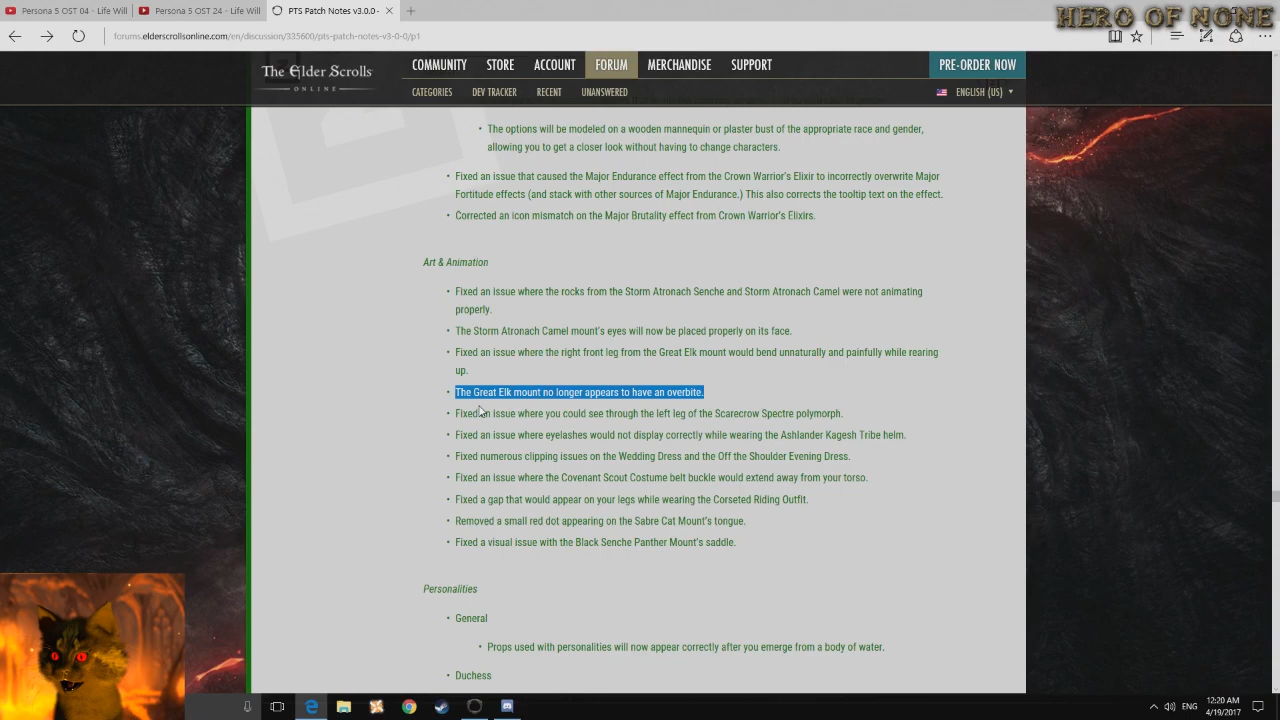 Persona 5 OST 04 - Life Will
Persona 5 OST 24 - Life Will
PTS Patch Notes v3.0.0 -
HERO OF NONE
forums.elderscrollsonline.com/en/discussion/335600/pts-patch-notes-v3-0-0/p1
The Elder Scrolls
ONLINE
COMMUNITY STORE ACCOUNT FORUM MERCHANDISE SUPPORT PRE-ORDER NOW
CATEGORIES DEV TRACKER RECENT UNANSWERED ENGLISH (US)
• The options will be modeled on a wooden mannequin or plaster bust of the appropriate race and gender,
allowing you to get a closer look without having to change characters.
• Fixed an issue that caused the Major Endurance effect from the Crown Warrior's Elixir to incorrectly overwrite Major
Fortitude effects (and stack with other sources of Major Endurance.) This also corrects the tooltip text on the effect.
• Corrected an icon mismatch on the Major Brutality effect from Crown Warrior's Elixirs.
Art & Animation
• Fixed an issue where the rocks from the Storm Atronach Senche and Storm Atronach Camel were not animating
properly.
• The Storm Atronach Camel mount's eyes will now be placed properly on its face.
• Fixed an issue where the right front leg from the Great Elk mount would bend unnaturally and painfully while rearing
up.
• The Great Elk mount no longer appears to have an overbite.
• Fixed an issue where you could see through the left leg of the Scarecrow Spectre polymorph.
• Fixed an issue where eyelashes would not display correctly while wearing the Ashlander Kagesh Tribe helm.
• Fixed numerous clipping issues on the Wedding Dress and the Off the Shoulder Evening Dress.
• Fixed an issue where the Covenant Scout Costume belt buckle would extend away from your torso.
• Fixed a gap that would appear on your legs while wearing the Corseted Riding Outfit.
• Removed a small red dot appearing on the Sabre Cat Mount's tongue.
• Fixed a visual issue with the Black Senche Panther Mount's saddle.
Personalities
• General
• Props used with personalities will now appear correctly after you emerge from a body of water.
• Duchess
ENG
12:20 AM
4/19/2017